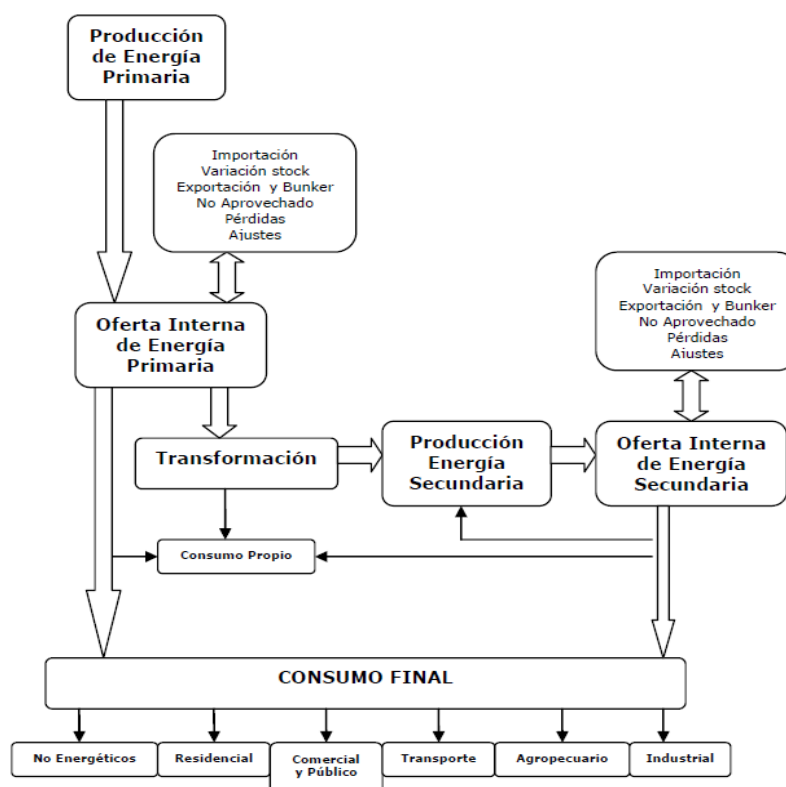 Producción
de Energía
Primaria
Importación
Variación stock
Exportación y Bunker
No Aprovechado
Pérdidas
Ajustes
Importación
Variación stock
Exportación y Bunker
No Aprovechado
Pérdidas
Aiustes
Oferta Interna
de Energía
Primaria
Transformación
Producción
Energía
Secundaria
Oferta Interna
de Energía
Secundaria
Consumo Propio
CONSUMO FINAL
No Energéticos
Residencial
Comercial
y Público
Transporte
Agropecuario
Industrial